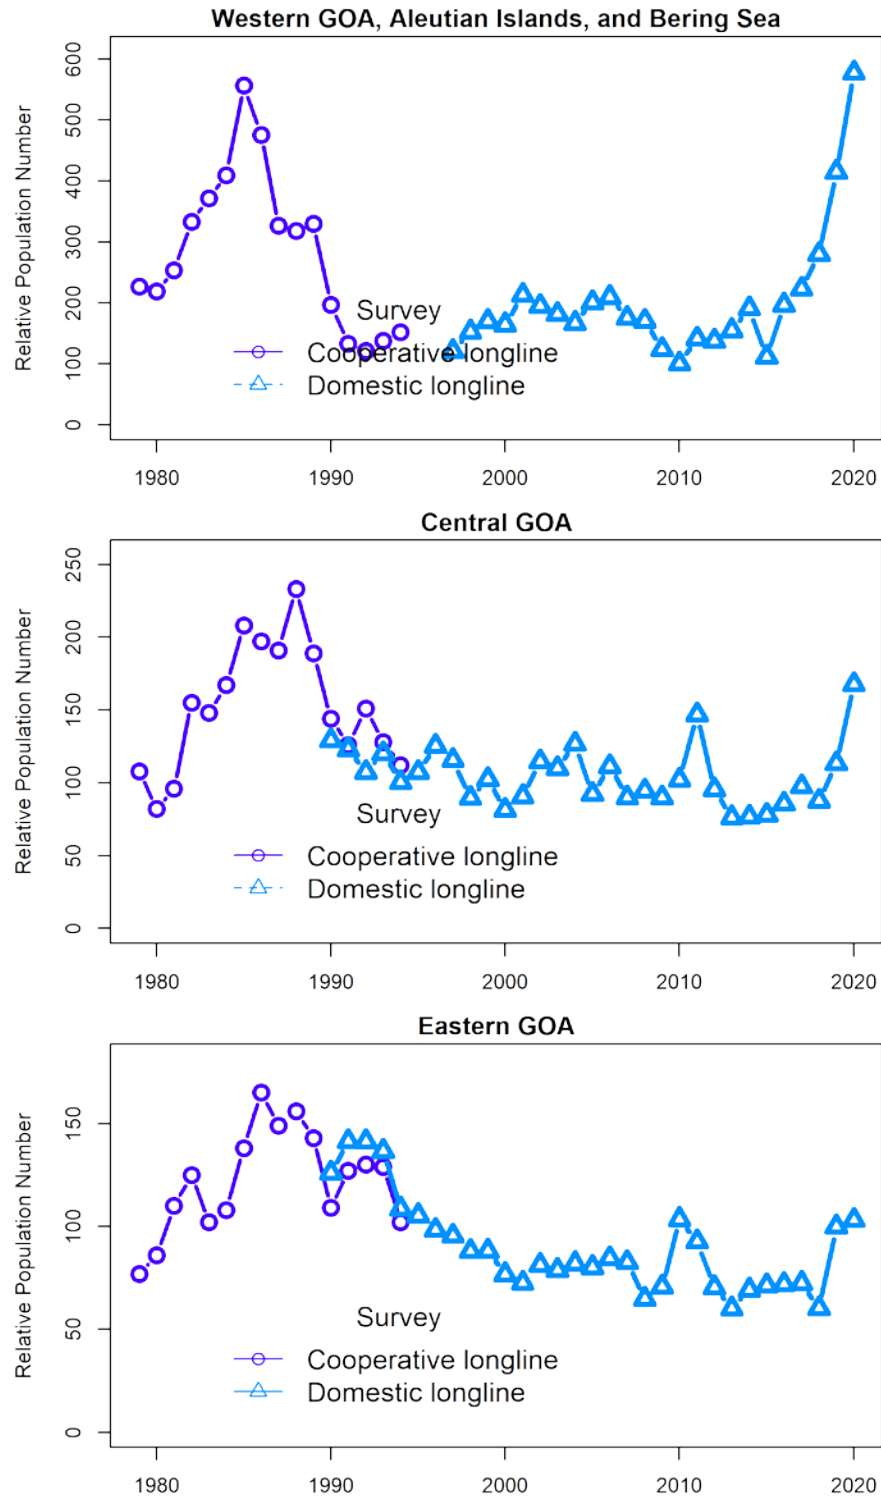 Western GOA, Aleutian Islands, and Bering Sea
Relative Population Number
600
500
400
300
200
100
0
Survey
Cooperative longline
Domestic longline
1980 1990 2000 2010 2020
Central GOA
Relative Population Number
250
200
150
100
50
0
Survey
Cooperative longline
Domestic longline
1980 1990 2000 2010 2020
Eastern GOA
Relative Population Number
150
100
50
0
Survey
Cooperative longline
Domestic longline
1980 1990 2000 2010 2020